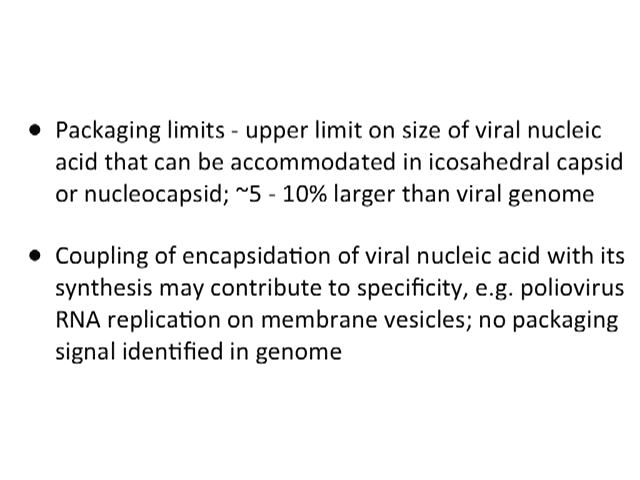 • Packaging limits - upper limit on size of viral nucleic
acid that can be accommodated in icosahedral capsid
or nucleocapsid; ~5 - 10% larger than viral genome
• Coupling of encapsidation of viral nucleic acid with its
synthesis may contribute to specificity, e.g. poliovirus
RNA replication on membrane vesicles; no packaging
signal identified in genome